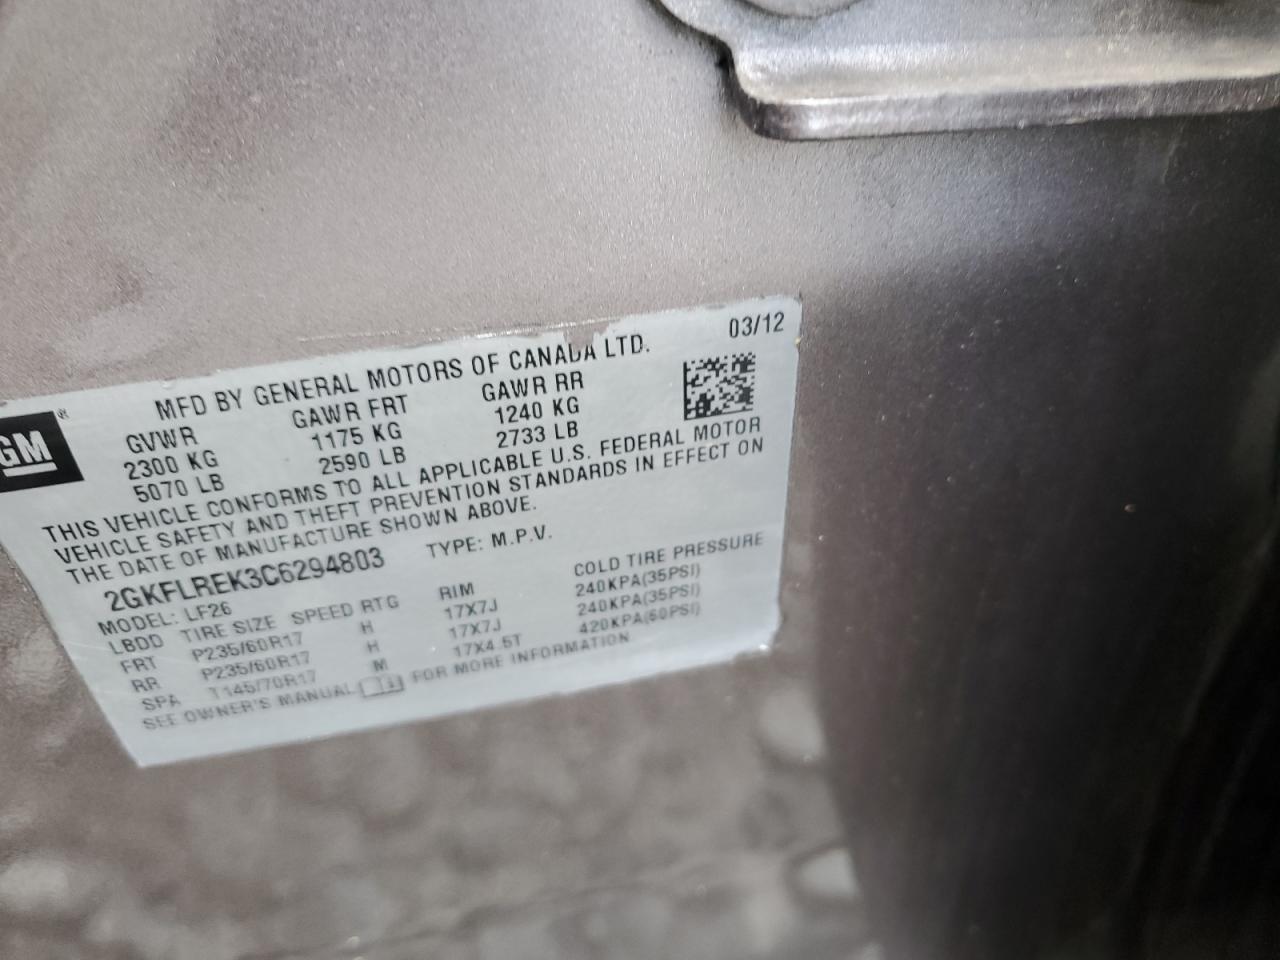 03/12
MFD BY GENERAL MOTORS OF CANADA LTD.
GM ®
GVWR GAWR FRT GAWR RR
2300 KG 1175 KG 1240 KG
5070 LB 2590 LB 2733 LB
THIS VEHICLE CONFORMS TO ALL APPLICABLE U.S. FEDERAL MOTOR
VEHICLE SAFETY AND THEFT PREVENTION STANDARDS IN EFFECT ON
THE DATE OF MANUFACTURE SHOWN ABOVE.
2GKFLREK3C6294803 TYPE: M.P.V.
MODEL: LF26
LBDD TIRE SIZE SPEED RTG RIM COLD TIRE PRESSURE
FRT P235/60R17 H 17X7J 240KPA(35PSI)
RR P235/60R17 H 17X7J 240KPA(35PSI)
SPA T145/70R17 M 17X4.5T 420KPA(60PSI)
SEE OWNER'S MANUAL FOR MORE INFORMATION